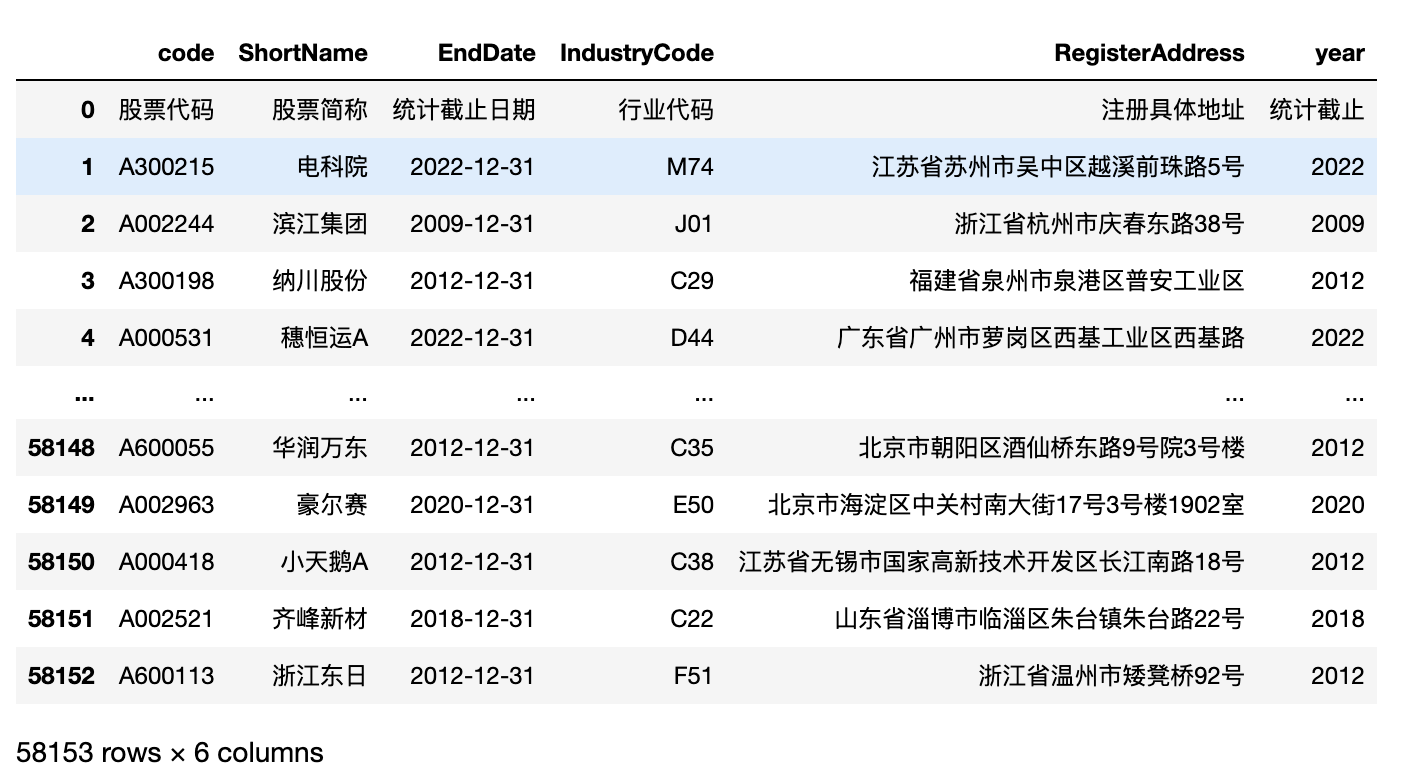 code ShortName EndDate IndustryCode RegisterAddress year
0 股票代码 股票简称 统计截止日期 行业代码 注册具体地址 统计截止
1 A300215 电科院 2022-12-31 M74 江苏省苏州市吴中区越溪前珠路5号 2022
2 A002244 滨江集团 2009-12-31 J01 浙江省杭州市庆春东路38号 2009
3 A300198 纳川股份 2012-12-31 C29 福建省泉州市泉港区普安工业区 2012
4 A000531 穗恒运A 2022-12-31 D44 广东省广州市萝岗区西基工业区西基路 2022
... ... ... ... ... ... ...
58148 A600055 华润万东 2012-12-31 C35 北京市朝阳区酒仙桥东路9号院3号楼 2012
58149 A002963 豪尔赛 2020-12-31 E50 北京市海淀区中关村南大街17号3号楼1902室 2020
58150 A000418 小天鹅A 2012-12-31 C38 江苏省无锡市国家高新技术开发区长江南路18号 2012
58151 A002521 齐峰新材 2018-12-31 C22 山东省淄博市临淄区朱台镇朱台路22号 2018
58152 A600113 浙江东日 2012-12-31 F51 浙江省温州市矮凳桥92号 2012
58153 rows × 6 columns